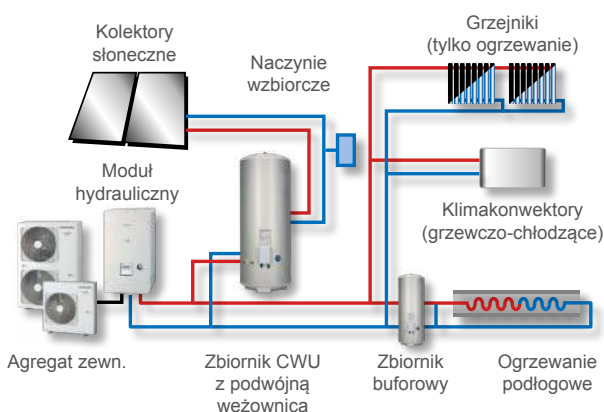 Kolektory
słoneczne
Naczynie
wzbiorcze
Grzejniki
(tylko ogrzewanie)
Moduł
hydrauliczny
Klimakonwektory
(grzewczo-chłodzące)
Agregat zewn.
Zbiornik CWU
z podwójną
wężownica
Zbiornik
buforowy
Ogrzewanie
podłogowe